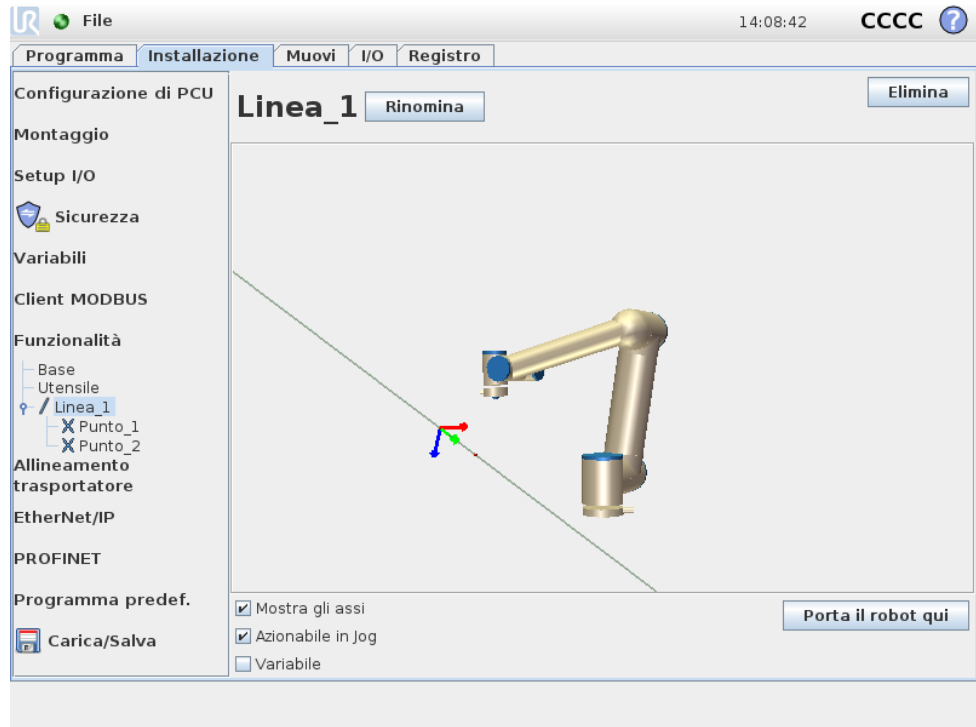 UR File 14:08:42 CCCC ?
Programma Installazione Muovi I/O Registro
Configurazione di PCU
Montaggio
Setup I/O
Sicurezza
Variabili
Client MODBUS
Funzionalità
Base
Utensile
Linea_1
Punto_1
Punto_2
Allineamento
trasportatore
EtherNet/IP
PROFINET
Programma predef.
Carica/Salva
Linea_1 Rinomina Elimina
Mostra gli assi
Azionabile in Jog
Variabile
Porta il robot qui